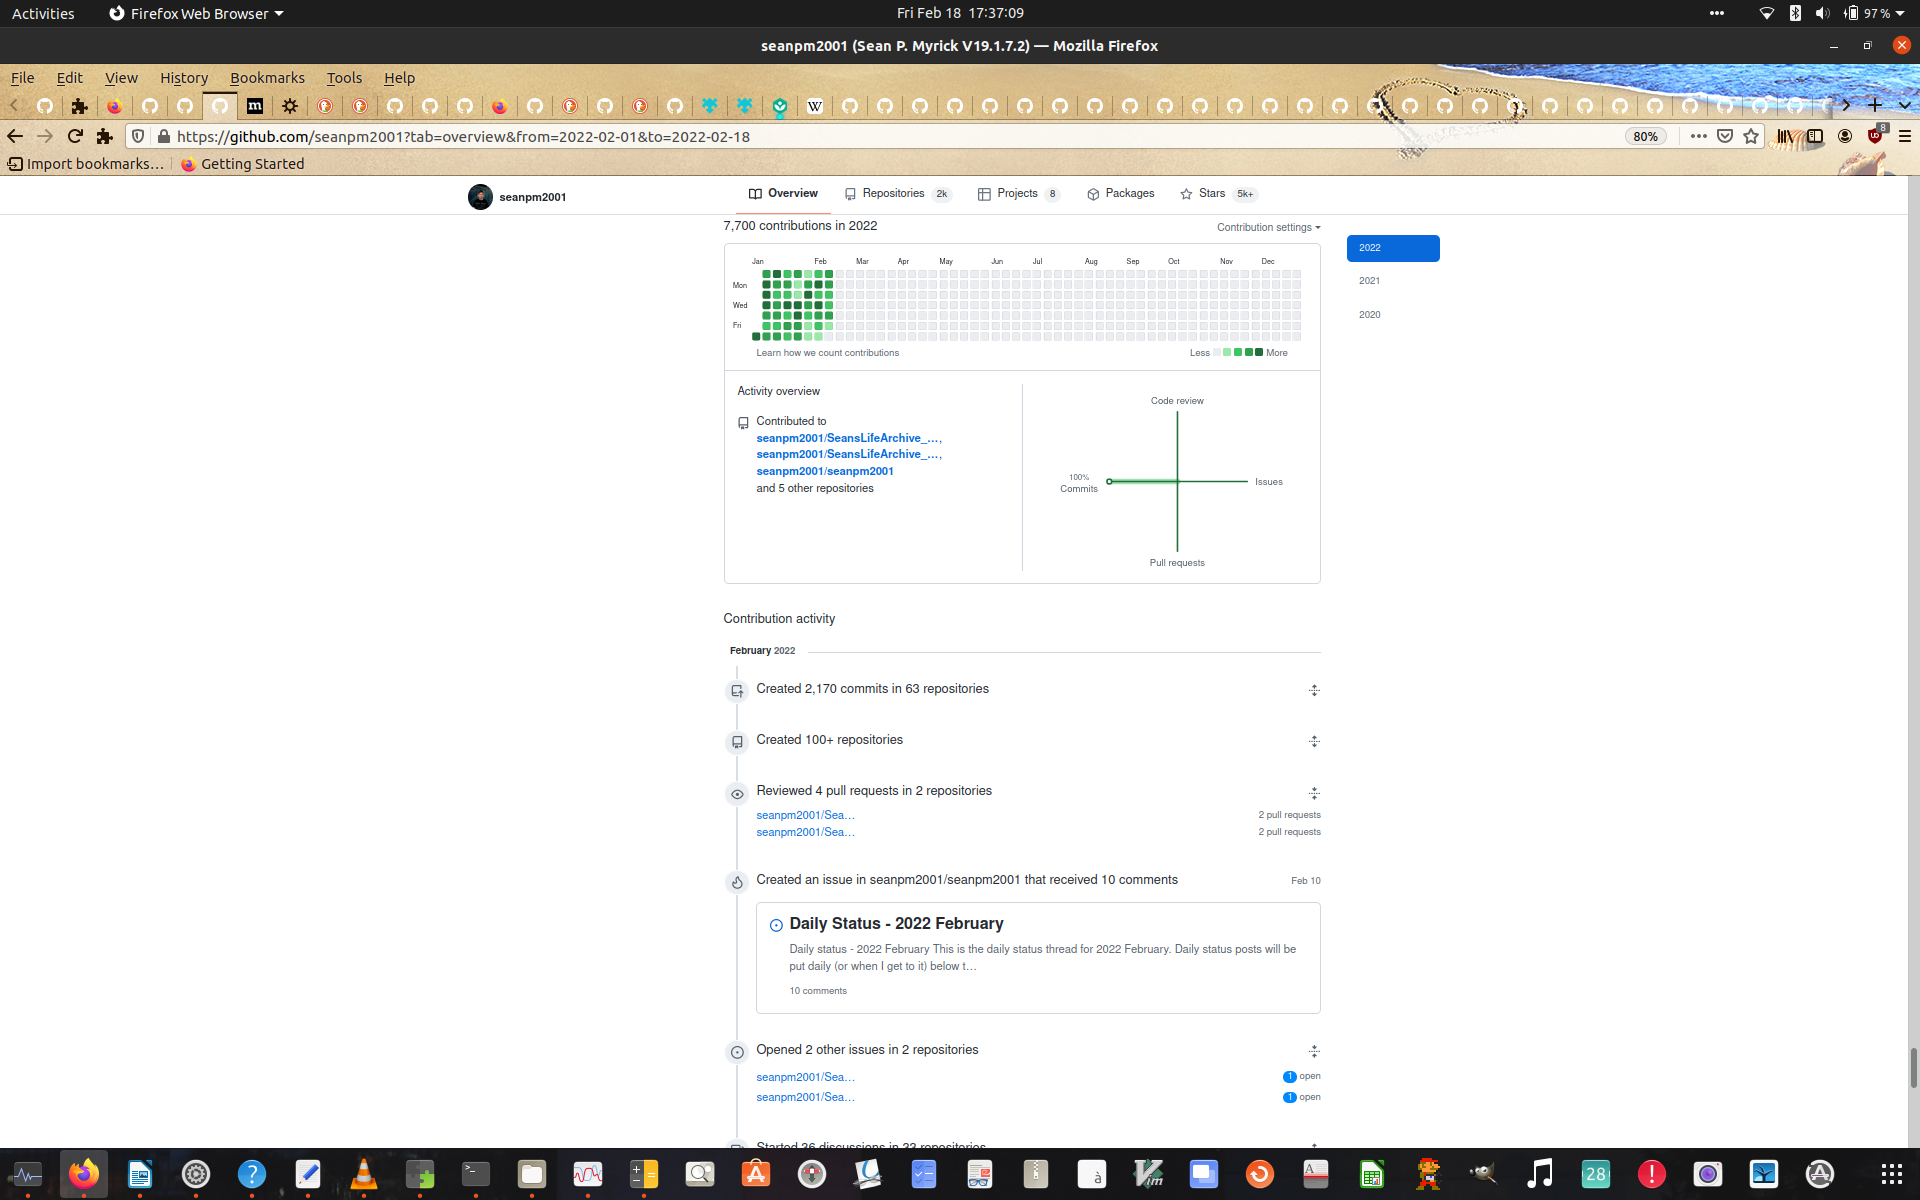 Activities
Firefox Web Browser
Fri Feb 18 17:37:09
97 %
seanpm2001 (Sean P. Myrick V19.1.7.2) — Mozilla Firefox
File Edit View History Bookmarks Tools Help
https://github.com/seanpm2001?tab=overview&from=2022-02-01&to=2022-02-18
80%
8
Import bookmarks…
Getting Started
seanpm2001
Overview
Repositories 2k
Projects 8
Packages
Stars 5k+
7,700 contributions in 2022
Contribution settings
2022
2021
2020
Jan Feb Mar Apr May Jun Jul Aug Sep Oct Nov Dec
Mon
Wed
Fri
Learn how we count contributions
Less More
Activity overview
Contributed to
seanpm2001/SeansLifeArchive_…,
seanpm2001/SeansLifeArchive_…,
seanpm2001/seanpm2001
and 5 other repositories
Code review
100%
Commits
Issues
Pull requests
Contribution activity
February 2022
Created 2,170 commits in 63 repositories
Created 100+ repositories
Reviewed 4 pull requests in 2 repositories
seanpm2001/Sea… 2 pull requests
seanpm2001/Sea… 2 pull requests
Created an issue in seanpm2001/seanpm2001 that received 10 comments Feb 10
Daily Status - 2022 February
Daily status - 2022 February This is the daily status thread for 2022 February. Daily status posts will be
put daily (or when I get to it) below t…
10 comments
Opened 2 other issues in 2 repositories
seanpm2001/Sea… 1 open
seanpm2001/Sea… 1 open
Started 36 discussions in 33 repositories
28